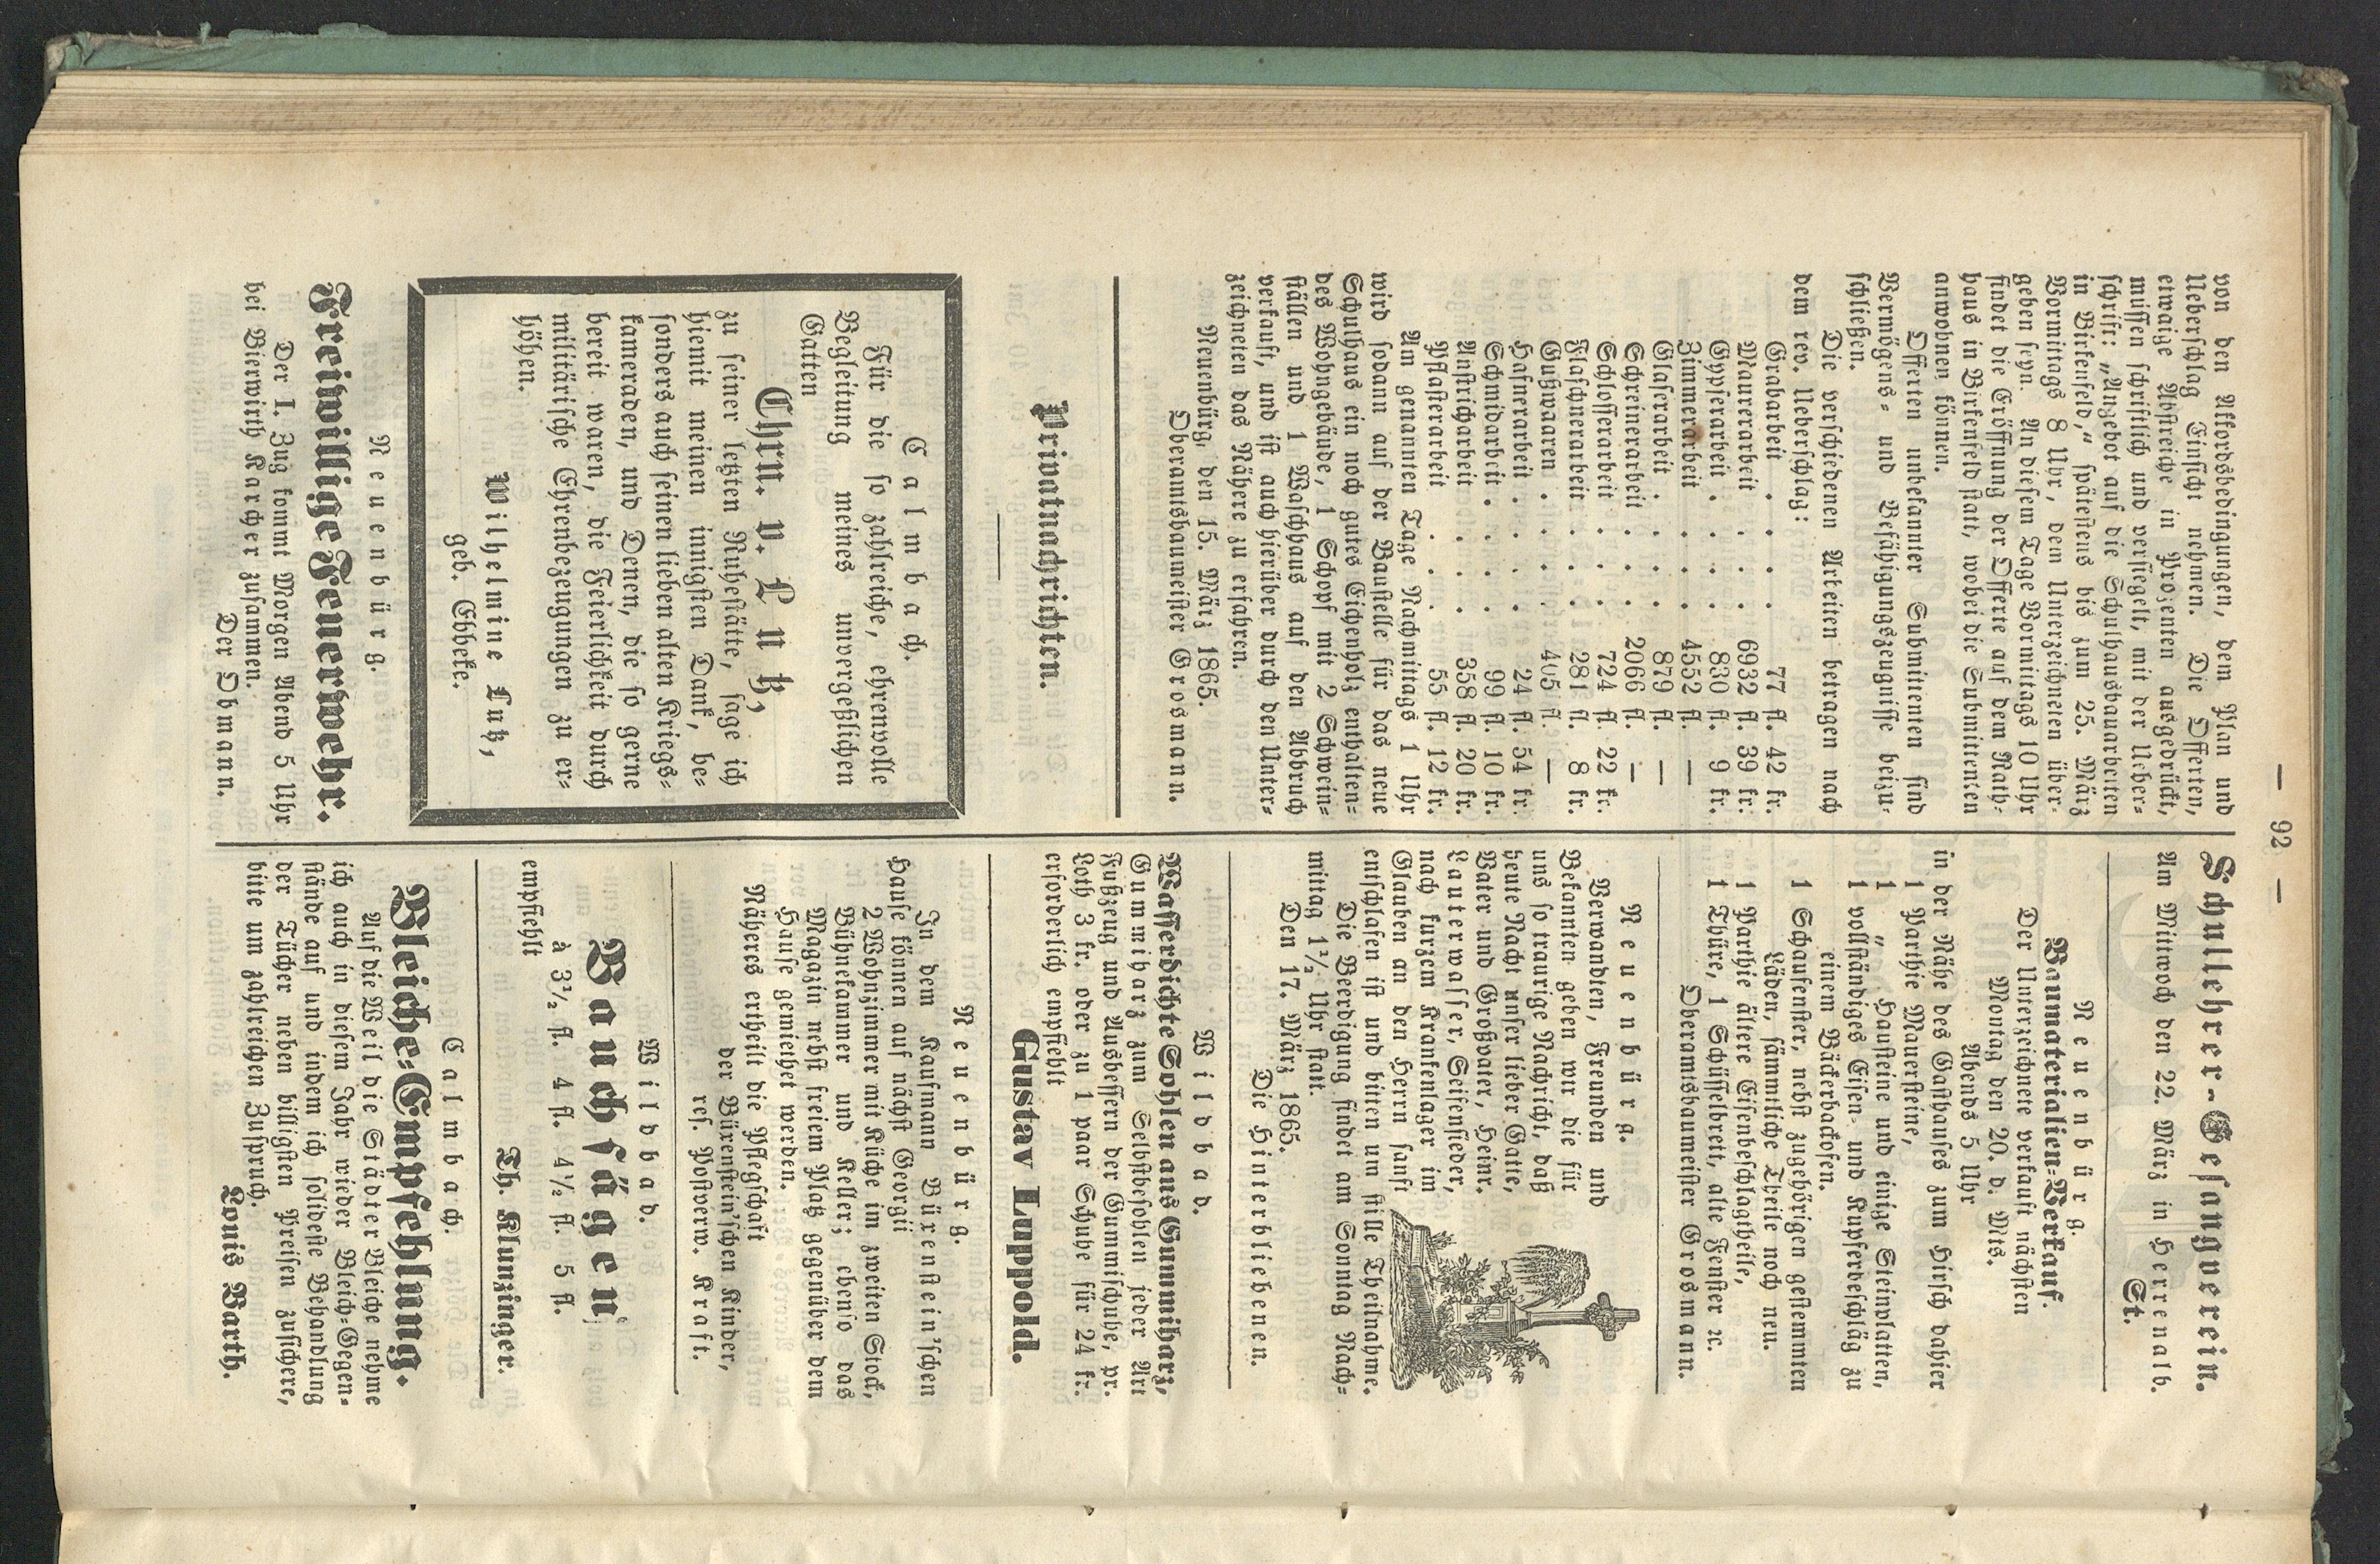 — 92 —
von den Akkordsbedingungen, dem Plan und
Ueberschlag Einsicht nehmen. Die Offerten,
etwaige Abstreiche in Prozenten ausgedrückt,
müssen schriftlich und versiegelt, mit der Ueber-
schrift: „Angebot auf die Schulhausbauarbeiten
in Birkenfeld,“ spätestens bis zum 25. März
Vormittags 8 Uhr, dem Unterzeichneten über-
geben seyn. An diesem Tage Vormittags 10 Uhr
findet die Eröffnung der Offerte auf dem Rath-
haus in Birkenfeld statt, wobei die Submittenten
anwohnen können.
Offerten unbekannter Submittenten sind
Vermögens- und Befähigungszeugnisse beizu-
schließen.
Die verschiedenen Arbeiten betragen nach
dem rev. Ueberschlag:
Grabarbeit . . . . 77 fl. 42 kr.
Maurerarbeit . . . 6932 fl. 39 kr.
Gypserarbeit . . . . 830 fl. 9 kr.
Zimmerarbeit . . . 4552 fl. —
Glaserarbeit . . . . 879 fl. —
Schreinerarbeit . . . 2066 fl. —
Schlosserarbeit . . . 724 fl. 22 kr.
Flaschnerarbeit . . . 281 fl. 8 kr.
Gußwaaren . . . . 405 fl. —
Hafnerarbeit . . . . 24 fl. 54 kr.
Schmidarbeit . . . . 99 fl. 10 kr.
Anstricharbeit . . . 358 fl. 20 kr.
Pflasterarbeit . . . 55 fl. 12 kr.
Am genannten Tage Nachmittags 1 Uhr
wird sodann auf der Baustelle für das neue
Schulhaus ein noch gutes Eichenholz enthalten-
des Wohngebäude, 1 Schopf mit 2 Schwein-
ställen und 1 Waschhaus auf den Abbruch
verkauft, und ist auch hierüber durch den Unter-
zeichneten das Nähere zu erfahren.
Neuenbürg, den 15. März 1865.
Oberamtsbaumeister Grosmann.
Privatnachrichten.
Calmbach.
Für die so zahlreiche, ehrenvolle
Begleitung meines unvergeßlichen
Gatten
Chrn. v. Lutz,
zu seiner letzten Ruhestätte, sage ich
hiemit meinen innigsten Dank, be-
sonders auch seinen lieben alten Kriegs-
kameraden, und Denen, die so gerne
bereit waren, die Feierlichkeit durch
militärische Ehrenbezeugungen zu er-
höhen.
Wilhelmine Lutz,
geb. Ebbeke.
Neuenbürg.
Freiwillige Feuerwehr.
Der I. Zug kommt Morgen Abend 5 Uhr
bei Bierwirth Karcher zusammen.
Der Obmann.
Schullehrer-Gesangverein.
Am Mittwoch den 22. März in Herrenalb.
St.
Neuenbürg.
Baumaterialien-Verkauf.
Der Unterzeichnete verkauft nächsten
Montag den 20. d. Mts.
Abends 5 Uhr
in der Nähe des Gasthauses zum Hirsch dahier
1 Parthie Mauersteine,
1 „ Hausteine und einige Steinplatten,
1 vollständiges Eisen- und Kupferbeschläg zu
einem Bäckerbackofen.
1 Schaufenster, nebst zugehörigen gestemmten
Läden, sämmtliche Theile noch neu.
1 Parthie ältere Eisenbeschlagtheile,
1 Thüre, 1 Schüsselbrett, alte Fenster ꝛc.
Oberamtsbaumeister Grosmann.
Neuenbürg.
Verwandten, Freunden und
Bekannten geben wir die für
uns so traurige Nachricht, daß
heute Nacht unser lieber Gatte,
Vater und Großvater, Heinr.
Lauterwasser, Seifensieder,
nach kurzem Krankenlager im
Glauben an den Herrn sanft
entschlafen ist und bitten um stille Theilnahme.
Die Beerdigung findet am Sonntag Nach-
mittag 1½ Uhr statt.
Den 17. März 1865.
Die Hinterbliebenen.
Wildbad.
Wasserdichte Sohlen aus Gummiharz,
Gummiharz zum Selbstbesohlen jeder Art
Fußzeug und Ausbessern der Gummischuhe, pr.
Loth 3 kr. oder zu 1 paar Schuhe für 24 kr.
erforderlich empfiehlt
Gustav Luppold.
Neuenbürg.
In dem Kaufmann Bürenstein'schen
Hause können auf nächst Georgii
2 Wohnzimmer mit Küche im zweiten Stock,
Bühnekammer und Keller; ebenso das
Magazin nebst freiem Platz gegenüber dem
Hause gemiethet werden.
Näheres ertheilt die Pflegschaft
der Bürenstein'schen Kinder,
res. Postverw. Kraft.
Wildbad.
Bauchsägen
à 3½ fl. 4 fl. 4½ fl. 5 fl.
empfiehlt
Th. Klunzinger.
Calmbach.
Bleiche-Empfehlung.
Auf die Weil die Städter Bleiche nehme
ich auch in diesem Jahr wieder Bleich-Gegen-
stände auf und indem ich solideste Behandlung
der Tücher neben billigsten Preisen zusichere,
bitte um zahlreichen Zuspruch.
Louis Barth.